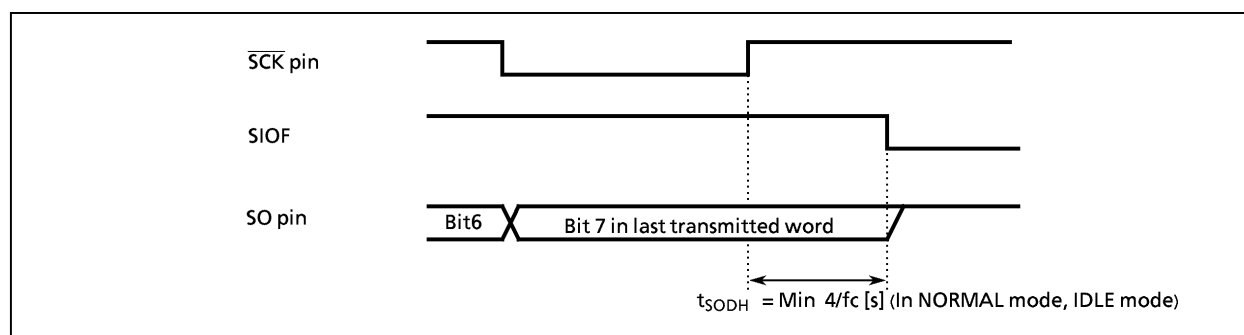 SCK pin
SIOF
SO pin
Bit6
Bit 7 in last transmitted word
tSODH = Min 4/fc [s] (In NORMAL mode, IDLE mode)